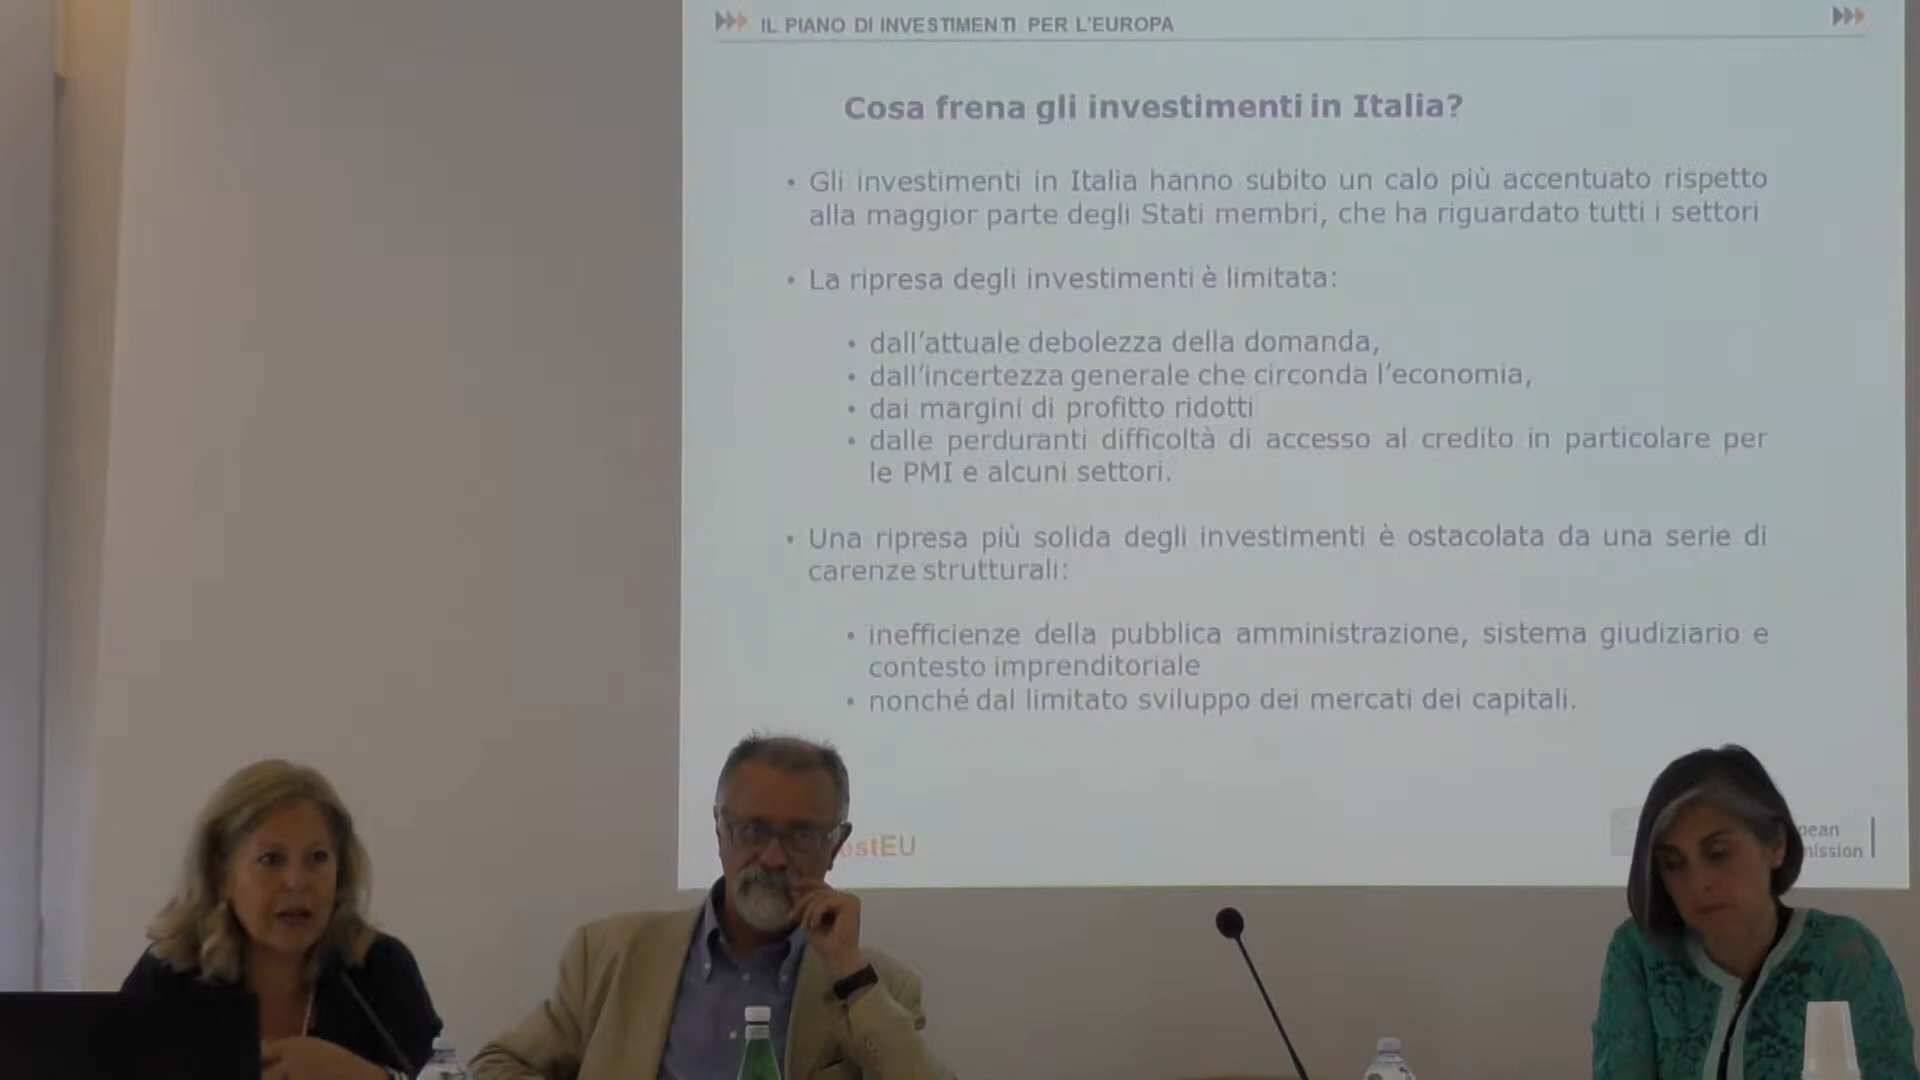 IL PIANO DI INVESTIMENTI PER L'EUROPA
Cosa frena gli investimenti in Italia?
• Gli investimenti in Italia hanno subito un calo più accentuato rispetto
alla maggior parte degli Stati membri, che ha riguardato tutti i settori
• La ripresa degli investimenti è limitata:
• dall'attuale debolezza della domanda,
• dall'incertezza generale che circonda l'economia,
• dai margini di profitto ridotti
• dalle perduranti difficoltà di accesso al credito in particolare per
le PMI e alcuni settori.
• Una ripresa più solida degli investimenti è ostacolata da una serie di
carenze strutturali:
• inefficienze della pubblica amministrazione, sistema giudiziario e
contesto imprenditoriale
• nonché dal limitato sviluppo dei mercati dei capitali.
ostEU
pean
mission